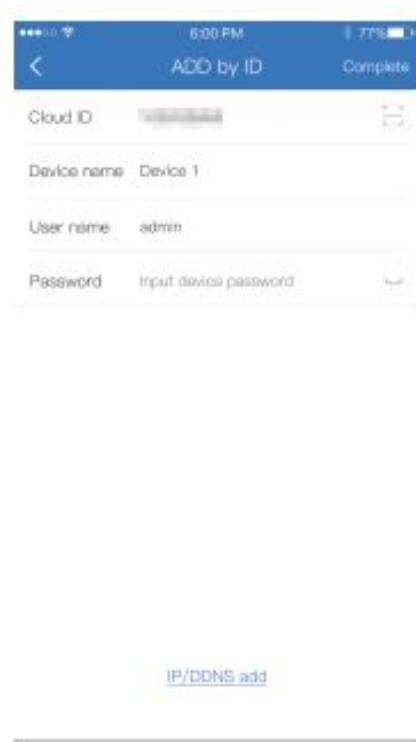 6:00 PM 77%
ADD by ID Complete
Cloud ID
Device name Device 1
User name admin
Password Input device password
IP/DDNS add